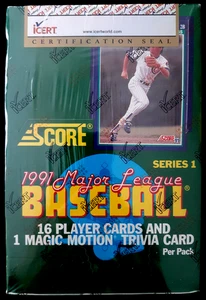 ICERT
www.icertworld.com
CERTIFICATION SEAL
SCORE
SERIES 1
1991 Major League
BASEBALL
16 PLAYER CARDS AND
1 MAGIC MOTION TRIVIA CARD
Per Pack